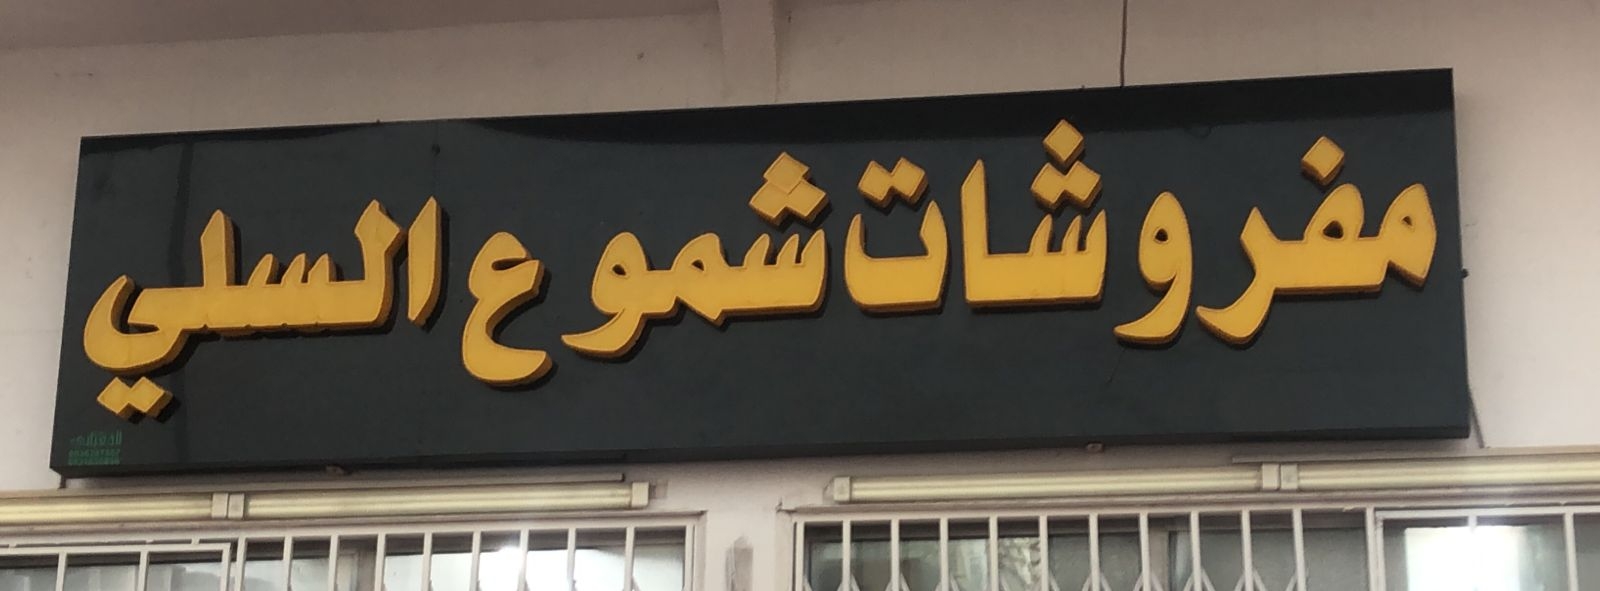 مفروشات شموع السلي